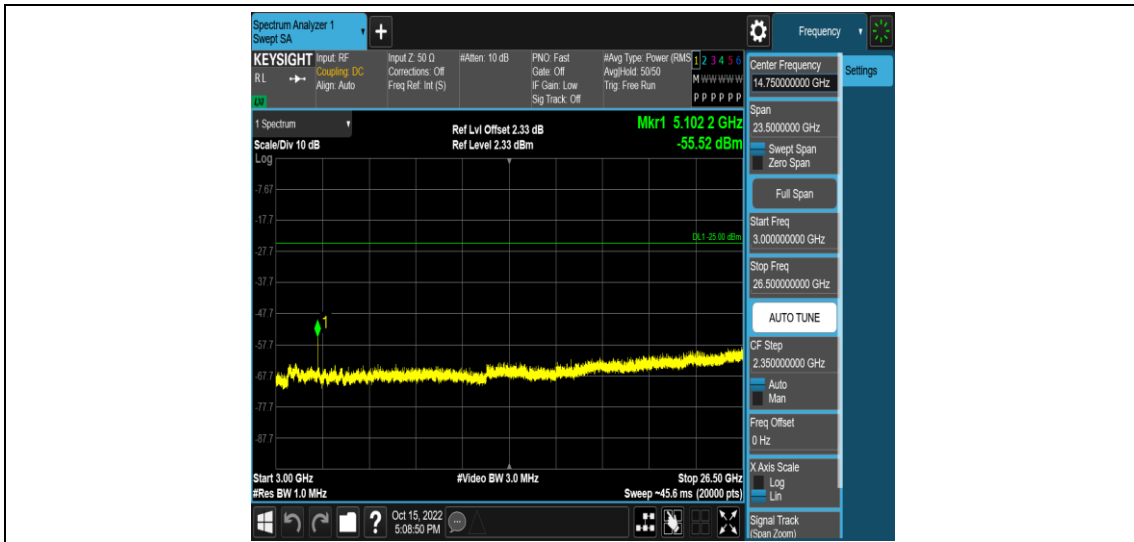 Spectrum Analyzer 1
Swept SA
+
Frequency
KEYSIGHT
RL
LXI
Input: RF
Coupling: DC
Align: Auto
Input Z: 50 Ω
Corrections: Off
Freq Ref: Int (S)
#Atten: 10 dB
PNO: Fast
Gate: Off
IF Gain: Low
Sig Track: Off
#Avg Type: Power (RMS
Avg|Hold: 50/50
Trig: Free Run
1 2 3 4 5 6
M W W W W W
P P P P P P
1 Spectrum
Scale/Div 10 dB
Ref Lvl Offset 2.33 dB
Ref Level 2.33 dBm
Mkr1 5.102 2 GHz
-55.52 dBm
Log
-7.67
-17.7
DL1 -25.00 dBm
-27.7
-37.7
-47.7
1
-57.7
-67.7
-77.7
-87.7
Start 3.00 GHz
#Res BW 1.0 MHz
#Video BW 3.0 MHz
Stop 26.50 GHz
Sweep ~45.6 ms (20000 pts)
Center Frequency
14.750000000 GHz
Settings
Span
23.5000000 GHz
Swept Span
Zero Span
Full Span
Start Freq
3.000000000 GHz
Stop Freq
26.500000000 GHz
AUTO TUNE
CF Step
2.350000000 GHz
Auto
Man
Freq Offset
0 Hz
X Axis Scale
Log
Lin
Signal Track
(Span Zoom)
?
Oct 15, 2022
5:08:50 PM